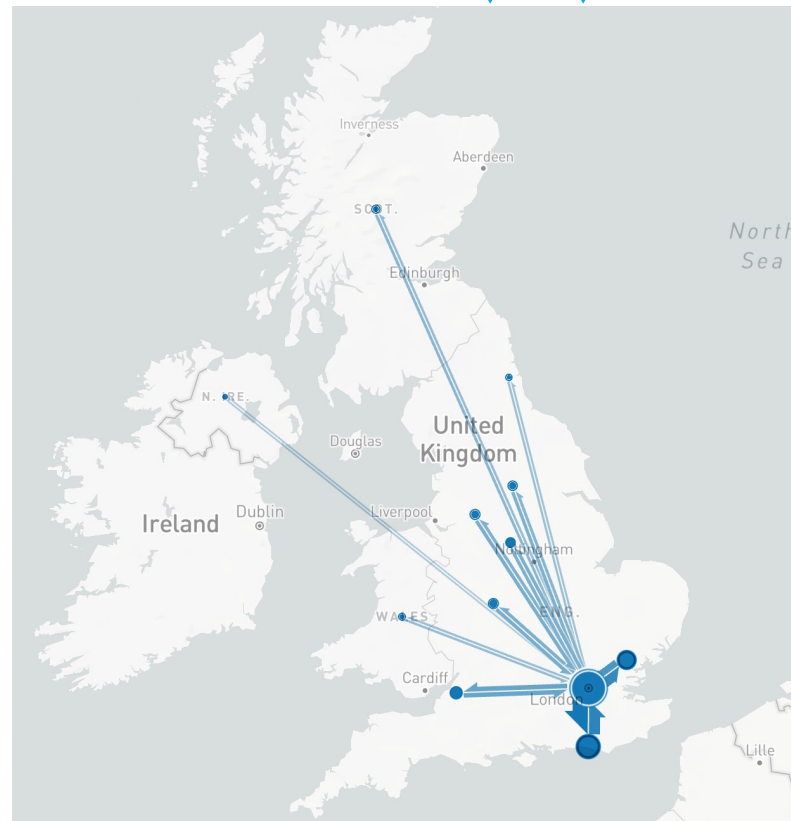 Inverness
Aberdeen
SCOT.
North
Sea
Edinburgh
N. IRE.
United
Kingdom
Douglas
Ireland
Dublin
Liverpool
Nottingham
WALES
ENG.
Cardiff
London
Lille